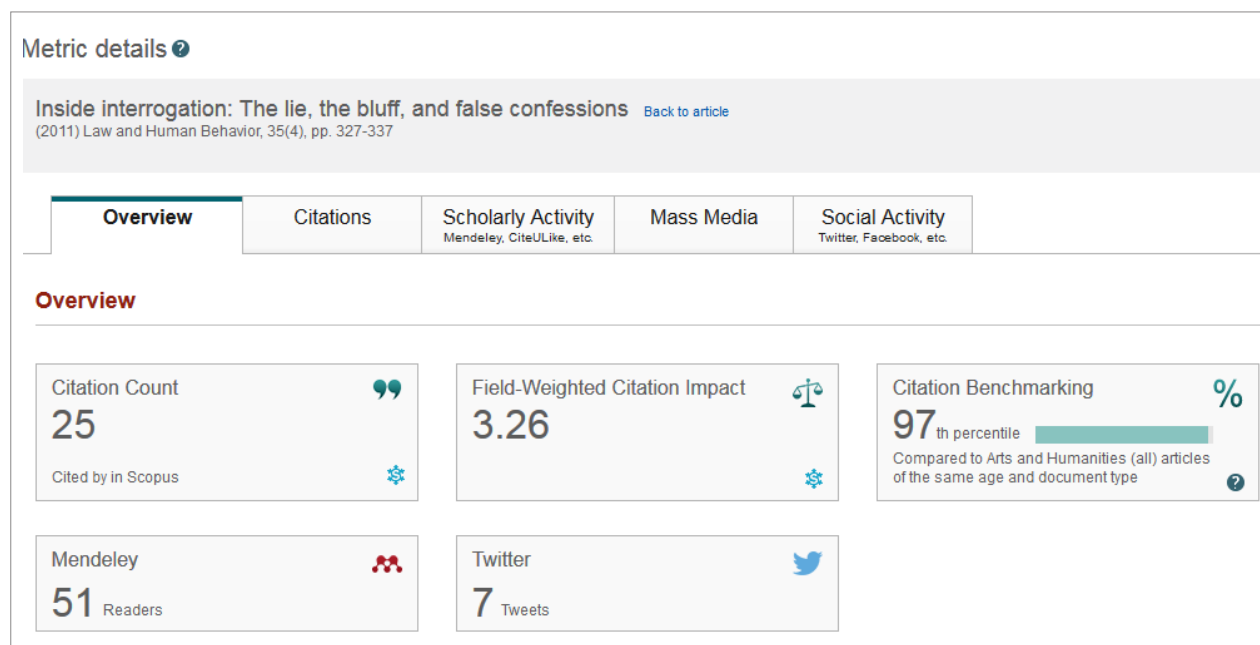 Metric details ?
Inside interrogation: The lie, the bluff, and false confessions Back to article
(2011) Law and Human Behavior, 35(4), pp. 327-337
Overview Citations Scholarly Activity Mass Media Social Activity
Mendeley, CiteULike, etc. Twitter, Facebook, etc.
Overview
Citation Count
25
Cited by in Scopus
Field-Weighted Citation Impact
3.26
Citation Benchmarking %
97 th percentile
Compared to Arts and Humanities (all) articles
of the same age and document type ?
Mendeley
51 Readers
Twitter
7 Tweets